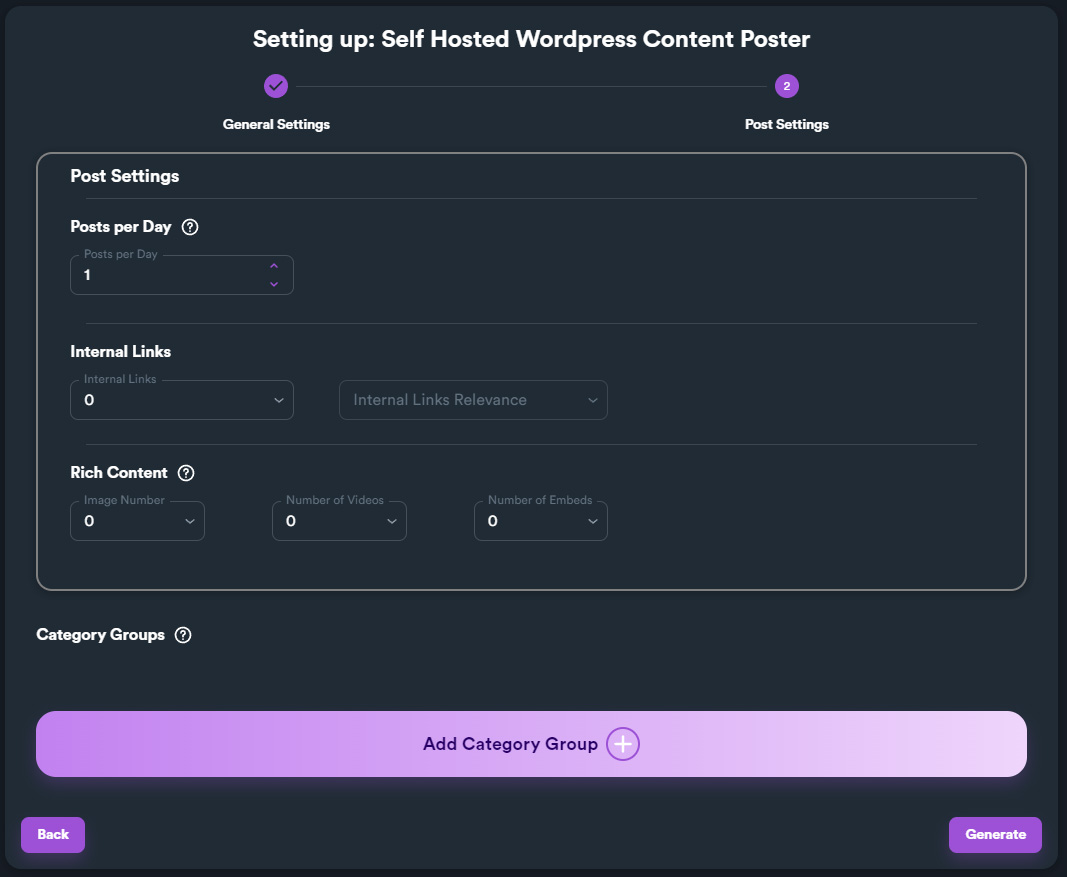 Setting up: Self Hosted Wordpress Content Poster
2
General Settings
Post Settings
Post Settings
Posts per Day ?
Posts per Day
1
Internal Links
Internal Links
0
Internal Links Relevance
Rich Content ?
Image Number
0
Number of Videos
0
Number of Embeds
0
Category Groups ?
Add Category Group
Back
Generate